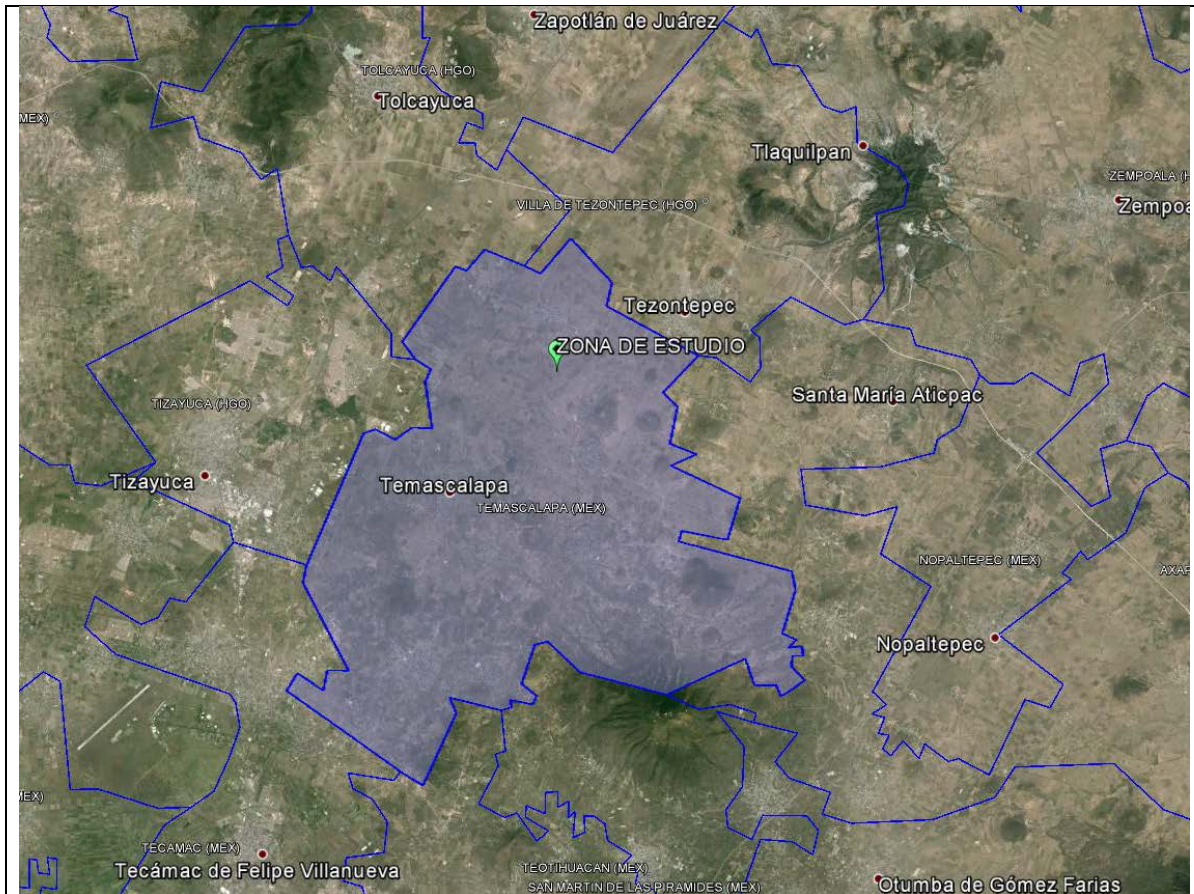 Zapotlán de Juárez
TOLCAYUCA (HGO)
Tolcayuca
MEX)
Tlaquilpan
ZEMPOALA (H
Zempoa
VILLA DE TEZONTEPEC (HGO)
Tezontepec
ZONA DE ESTUDIO
Santa María Aticpac
TIZAYUCA (HGO)
Tizayuca
Temascalapa
TEMASCALAPA (MEX)
NOPALTEPEC (MEX)
AXAP
Nopaltepec
MEX)
TECAMAC (MEX)
Tecámac de Felipe Villanueva
TEOTIHUACAN (MEX)
SAN MARTIN DE LAS PIRAMIDES (MEX)
Otumba de Gómez Farias